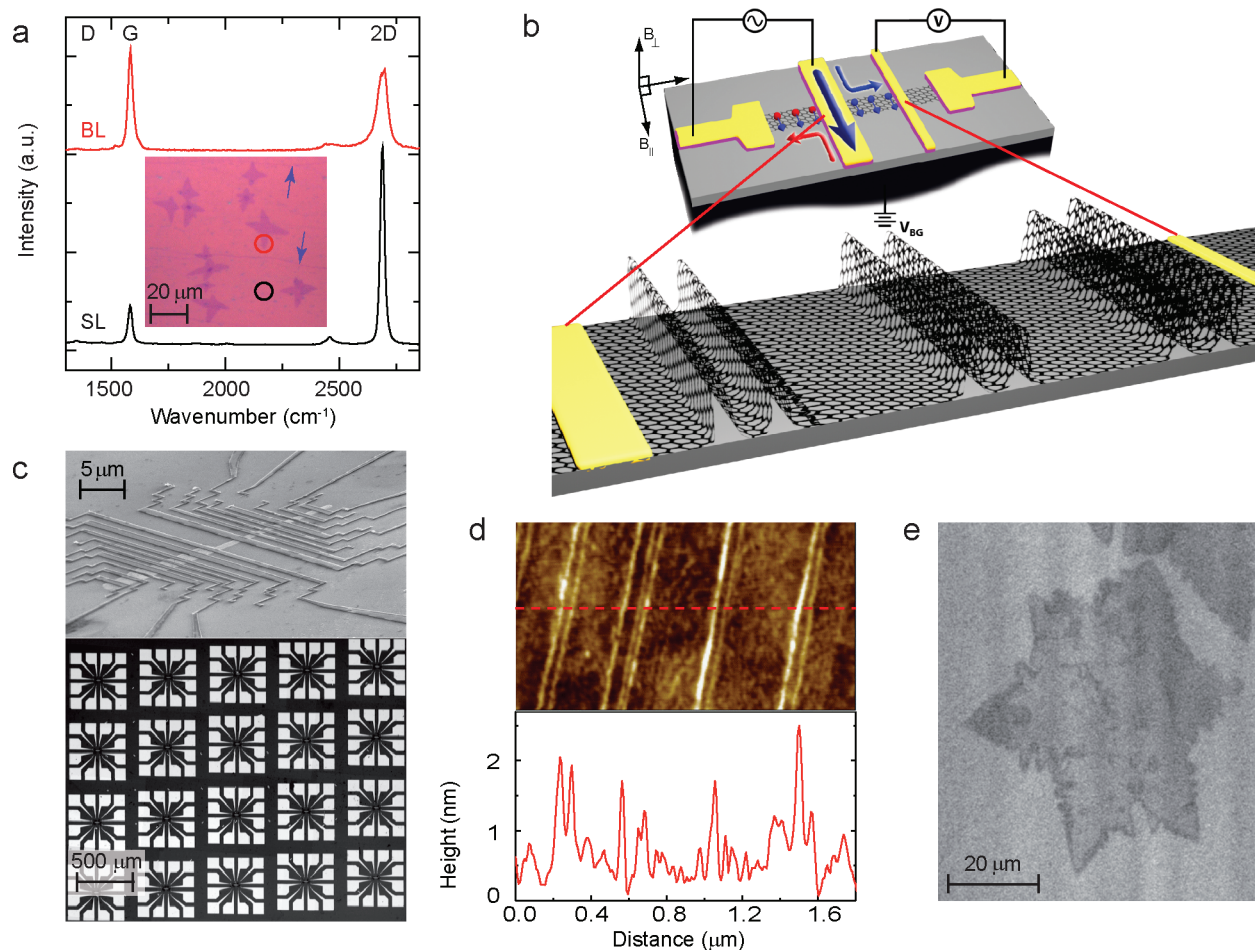 a
D G 2D
BL
SL
20 μm
Intensity (a.u.)
1500 2000 2500
Wavenumber (cm⁻¹)
b
B⊥
B||
V
V_BG
c
5 μm
500 μm
d
2
1
0
Height (nm)
0.0 0.4 0.8 1.2 1.6
Distance (μm)
e
20 μm